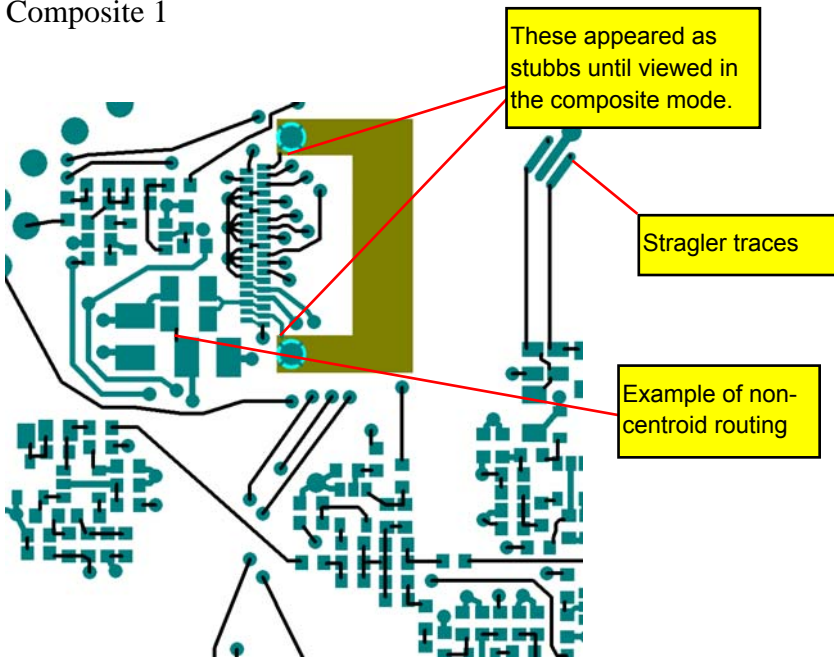 Composite 1
These appeared as
stubbs until viewed in
the composite mode.
Stragler traces
Example of non-
centroid routing